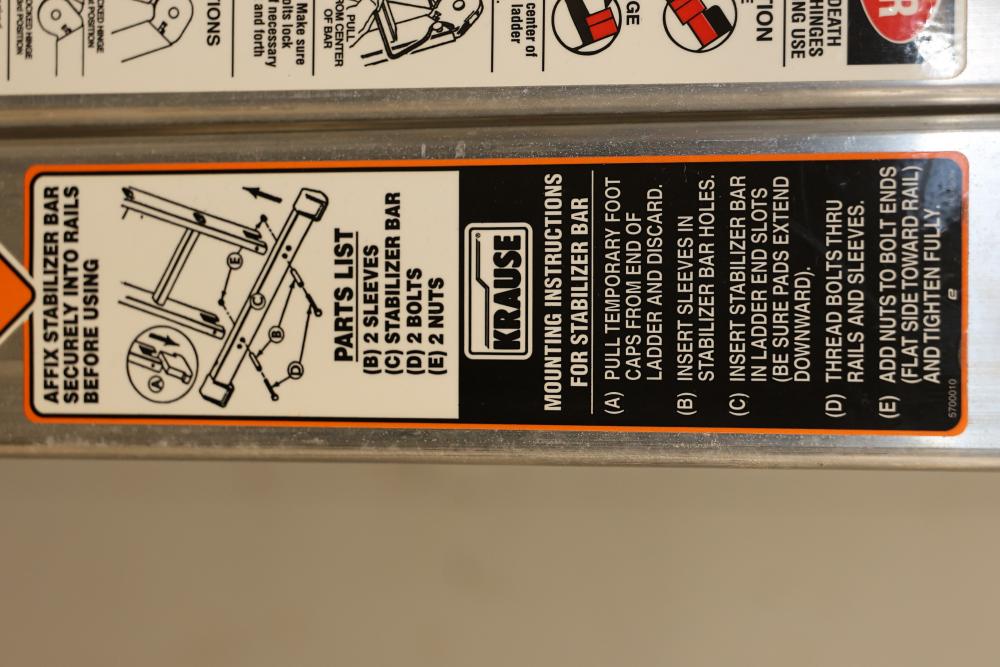 DEATH
HINGES
NG USE
TION
GE
center of
ladder
PULL
FROM CENTER
OF BAR
Make sure
olts lock
f necessary
and forth
TIONS
AFFIX STABILIZER BAR
SECURELY INTO RAILS
BEFORE USING
A
E
C
B
D
PARTS LIST
(B) 2 SLEEVES
(C) STABILIZER BAR
(D) 2 BOLTS
(E) 2 NUTS
KRAUSE
®
MOUNTING INSTRUCTIONS
FOR STABILIZER BAR
(A) PULL TEMPORARY FOOT
CAPS FROM END OF
LADDER AND DISCARD.
(B) INSERT SLEEVES IN
STABILIZER BAR HOLES.
(C) INSERT STABILIZER BAR
IN LADDER END SLOTS
(BE SURE PADS EXTEND
DOWNWARD).
(D) THREAD BOLTS THRU
RAILS AND SLEEVES.
(E) ADD NUTS TO BOLT ENDS
(FLAT SIDE TOWARD RAIL)
AND TIGHTEN FULLY
5700010
e